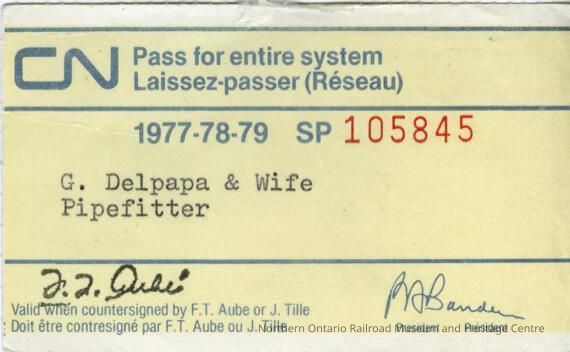 CN Pass for entire system
Laissez-passer (Réseau)
1977-78-79 SP 105845
G. Delpapa & Wife
Pipefitter
F.T. Aubé
Valid when countersigned by F.T. Aube or J. Tille
Doit être contresigné par F.T. Aube ou J. Tille
President Président
Northern Ontario Railroad Museum and Heritage Centre